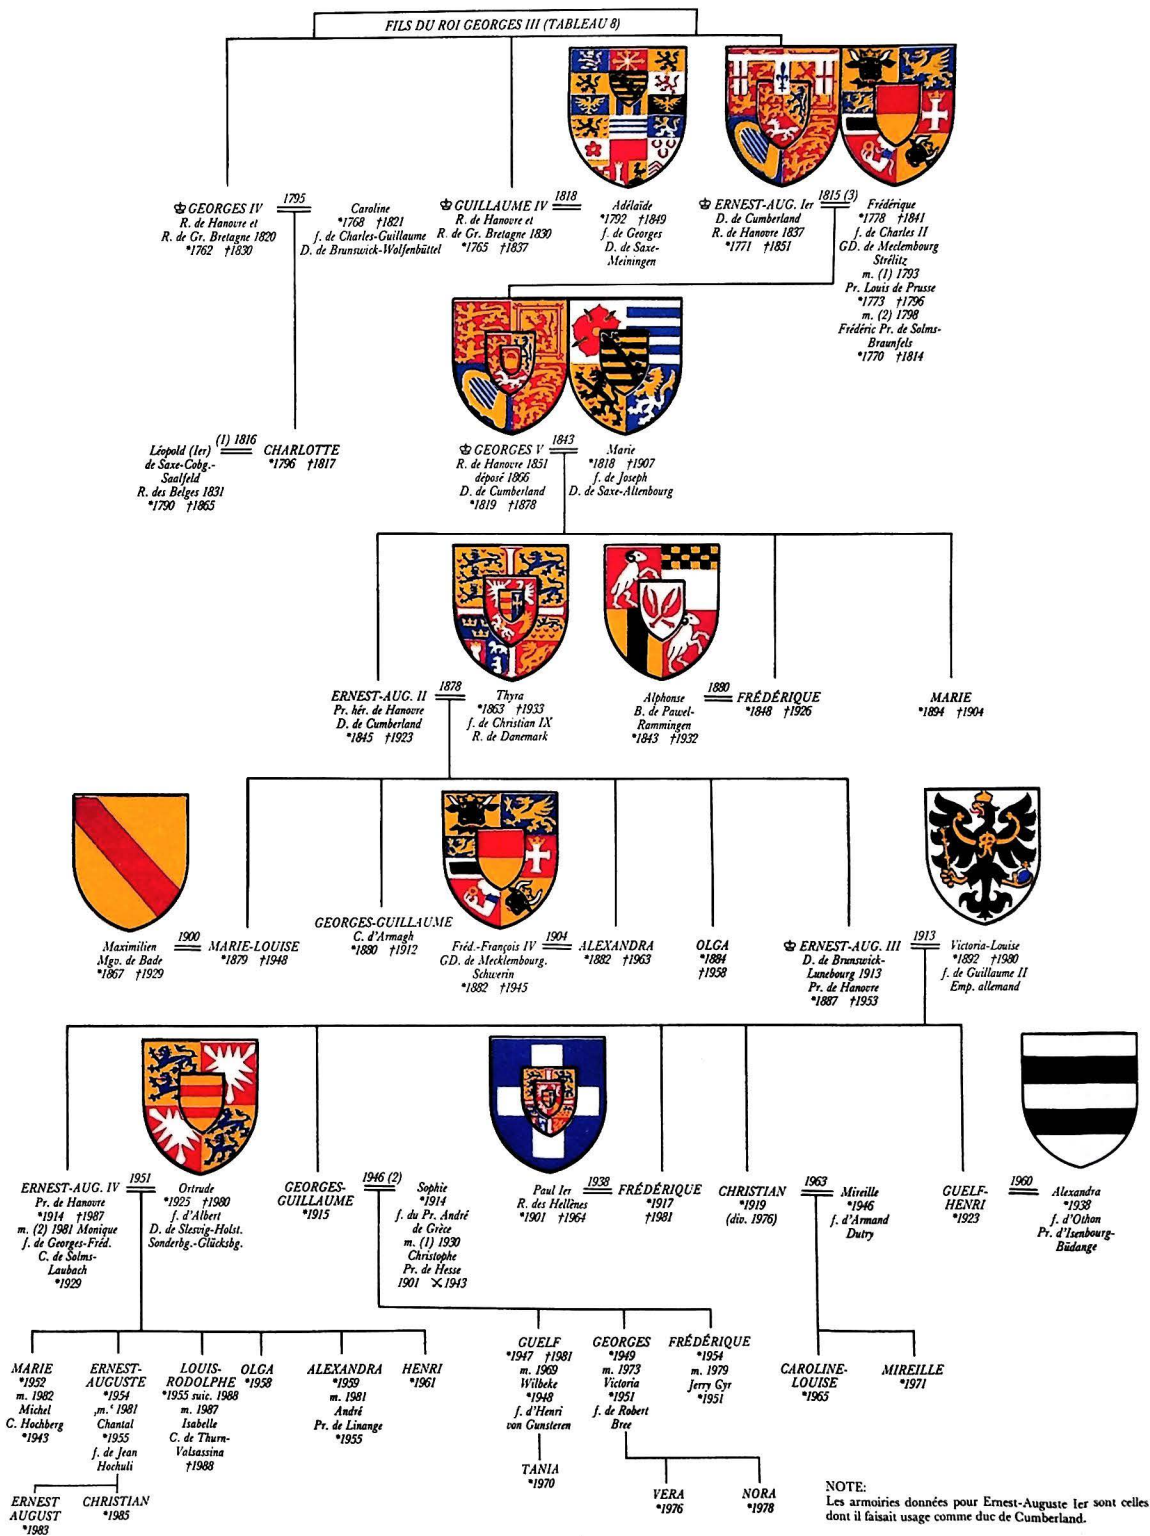 FILS DU ROI GEORGES III (TABLEAU 8)
GEORGES IV
R. de Hanovre et
R. de Gr. Bretagne 1820
*1762 †1830
1795
Caroline
*1768 †1821
f. de Charles-Guillaume
D. de Brunswick-Wolfenbüttel
GUILLAUME IV
R. de Hanovre et
R. de Gr. Bretagne 1830
*1765 †1837
1818
Adélaïde
*1792 †1849
f. de Georges
D. de Saxe-
Meiningen
ERNEST-AUG. Ier
D. de Cumberland
R. de Hanovre 1837
*1771 †1851
1815 (3)
Frédérique
*1778 †1841
f. de Charles II
GD. de Meclembourg
Strélitz
m. (1) 1793
Pr. Louis de Prusse
*1773 †1796
m. (2) 1798
Frédéric Pr. de Solms-
Braunfels
*1770 †1814
Léopold (Ier)
de Saxe-Cobg.-
Saalfeld
R. des Belges 1831
*1790 †1865
(1) 1816
CHARLOTTE
*1796 †1817
GEORGES V
R. de Hanovre 1851
déposé 1866
D. de Cumberland
*1819 †1878
1843
Marie
*1818 †1907
f. de Joseph
D. de Saxe-Altenbourg
ERNEST-AUG. II
Pr. hér. de Hanovre
D. de Cumberland
*1845 †1923
1878
Thyra
*1863 †1933
f. de Christian IX
R. de Danemark
Alphonse
B. de Pawel-
Rammingen
*1843 †1932
1880
FRÉDÉRIQUE
*1848 †1926
MARIE
*1894 †1904
Maximilien
Mgv. de Bade
*1867 †1929
1900
MARIE-LOUISE
*1879 †1948
GEORGES-GUILLAUME
C. d'Armagh
*1880 †1912
Fréd.-François IV
GD. de Mecklembourg.
Schwerin
*1882 †1945
1904
ALEXANDRA
*1882 †1963
OLGA
*1884
†1958
ERNEST-AUG. III
D. de Brunswick-
Lunebourg 1913
Pr. de Hanovre
*1887 †1953
1913
Victoria-Louise
*1892 †1980
f. de Guillaume II
Emp. allemand
ERNEST-AUG. IV
Pr. de Hanovre
*1914 †1987
m. (2) 1981 Monique
f. de Georges-Fréd.
C. de Solms-
Laubach
*1929
1951
Ortrude
*1925 †1980
f. d'Albert
D. de Slesvig-Holst.
Sonderbg.-Glücksbg.
GEORGES-
GUILLAUME
*1915
1946 (2)
Sophie
*1914
f. du Pr. André
de Grèce
m. (1) 1930
Christophe
Pr. de Hesse
1901 ⚔1943
Paul Ier
R. des Hellènes
*1901 †1964
1938
FRÉDÉRIQUE
*1917
†1981
CHRISTIAN
*1919
(div. 1976)
1963
Mireille
*1946
f. d'Armand
Dutry
GUELF-
HENRI
*1923
1960
Alexandra
*1938
f. d'Othon
Pr. d'Isenbourg-
Büdange
MARIE
*1952
m. 1982
Michel
C. Hochberg
*1943
ERNEST-
AUGUSTE
*1954
„m.“ 1981
Chantal
*1955
f. de Jean
Hochuli
LOUIS-
RODOLPHE
*1955 suic. 1988
m. 1987
Isabelle
C. de Thurn-
Valsassina
†1988
OLGA
*1958
ALEXANDRA
*1959
m. 1981
André
Pr. de Linange
*1955
HENRI
*1961
GUELF
*1947 †1981
m. 1969
Wilbeke
*1948
f. d'Henri
von Gunsteren
GEORGES
*1949
m. 1973
Victoria
*1951
f. de Robert
Bree
FRÉDÉRIQUE
*1954
m. 1979
Jerry Cyr
*1951
CAROLINE-
LOUISE
*1965
MIREILLE
*1971
ERNEST
AUGUST
*1983
CHRISTIAN
*1985
TANIA
*1970
VERA
*1976
NORA
*1978
NOTE:
Les armoiries données pour Ernest-Auguste Ier sont celles
dont il faisait usage comme duc de Cumberland.